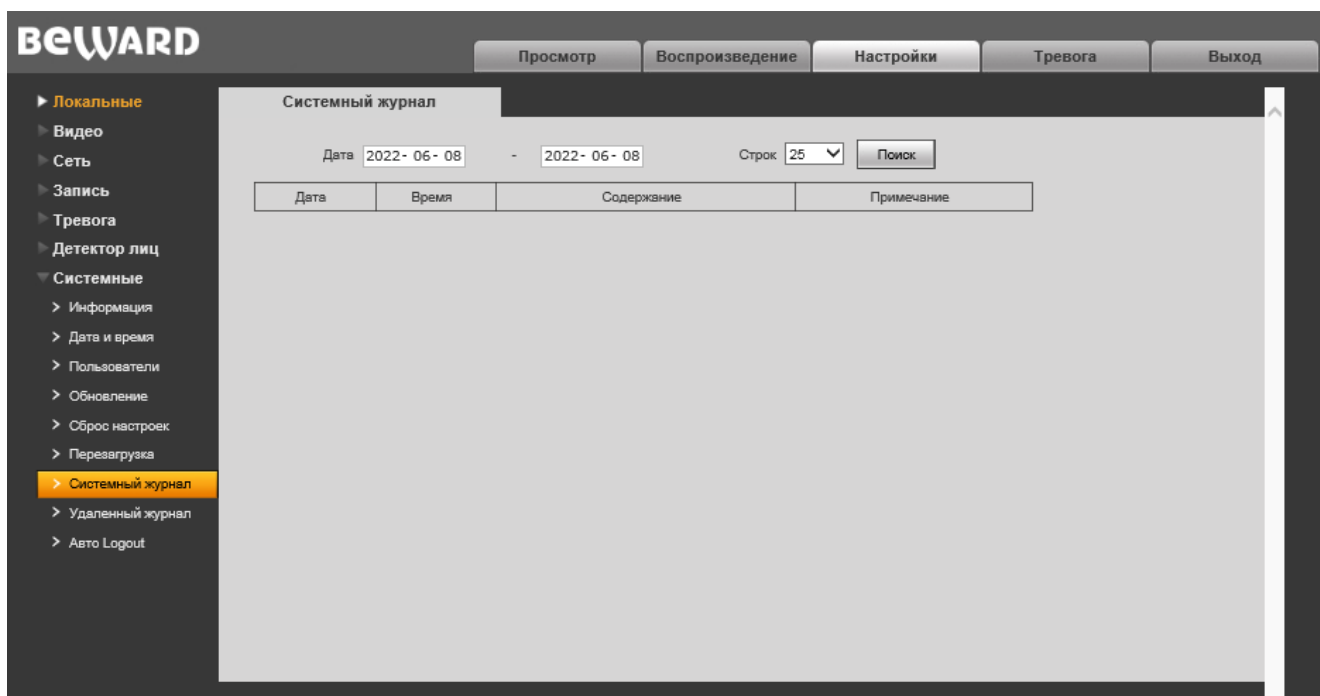 BEWARD
Просмотр Воспроизведение Настройки Тревога Выход
Локальные
Видео
Сеть
Запись
Тревога
Детектор лиц
Системные
Информация
Дата и время
Пользователи
Обновление
Сброс настроек
Перезагрузка
Системный журнал
Удаленный журнал
Авто Logout
Системный журнал
Дата 2022- 06- 08 - 2022- 06- 08 Строк 25 Поиск
Дата Время Содержание Примечание